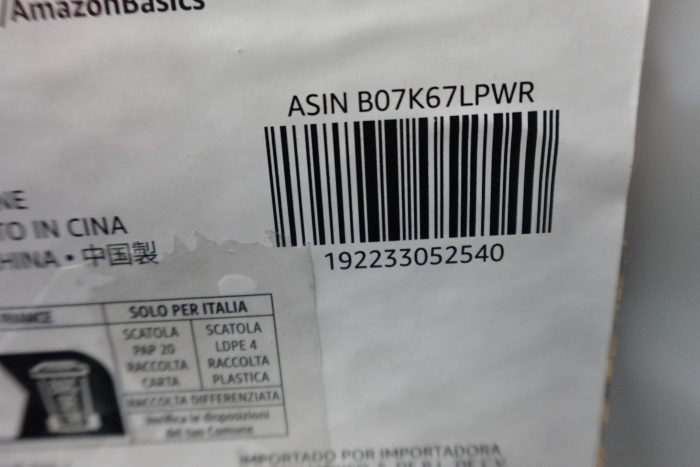 /AmazonBasics
ASIN B07K67LPWR
192233052540
NE
TO IN CINA
HINA • 中国製
FRANCE
SOLO PER ITALIA
SCATOLA
PAP 20
RACCOLTA
CARTA
SCATOLA
LDPE 4
RACCOLTA
PLASTICA
RACCOLTA DIFFERENZIATA
Verifica le disposizioni
del tuo Comune
IMPORTADO POR IMPORTADORA